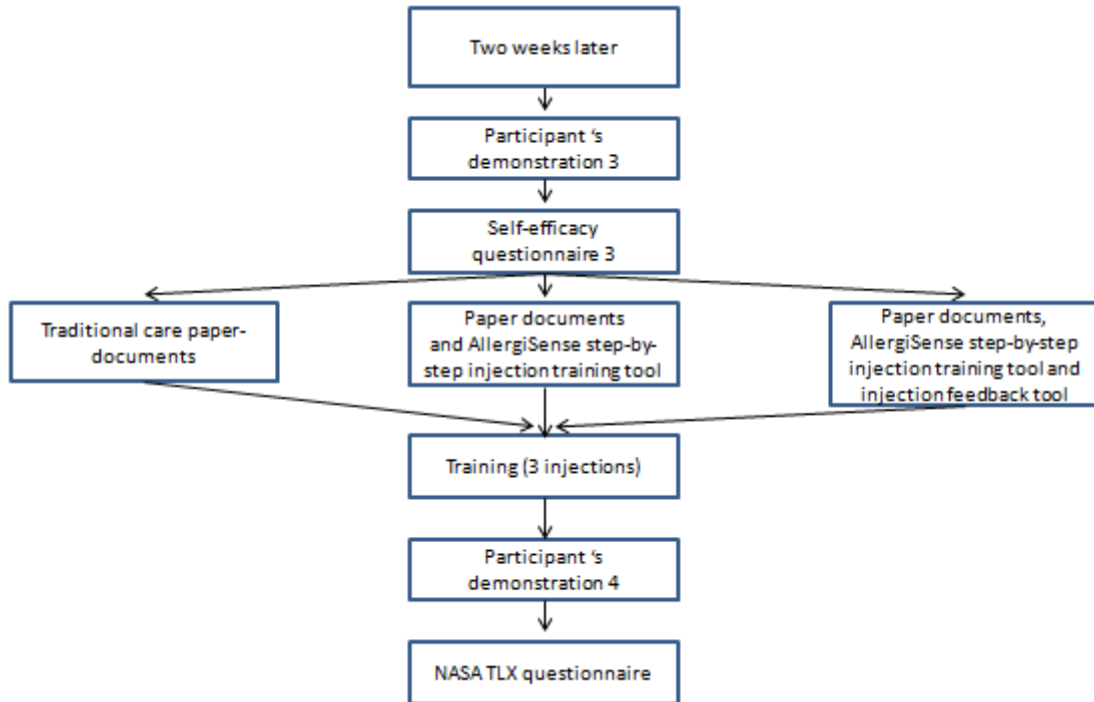 Two weeks later
Participant ‘s
demonstration 3
Self-efficacy
questionnaire 3
Traditional care paper-
documents
Paper documents
and AllergiSense step-by-
step injection training tool
Paper documents,
AllergiSense step-by-step
injection training tool and
injection feedback tool
Training (3 injections)
Participant ‘s
demonstration 4
NASA TLX questionnaire